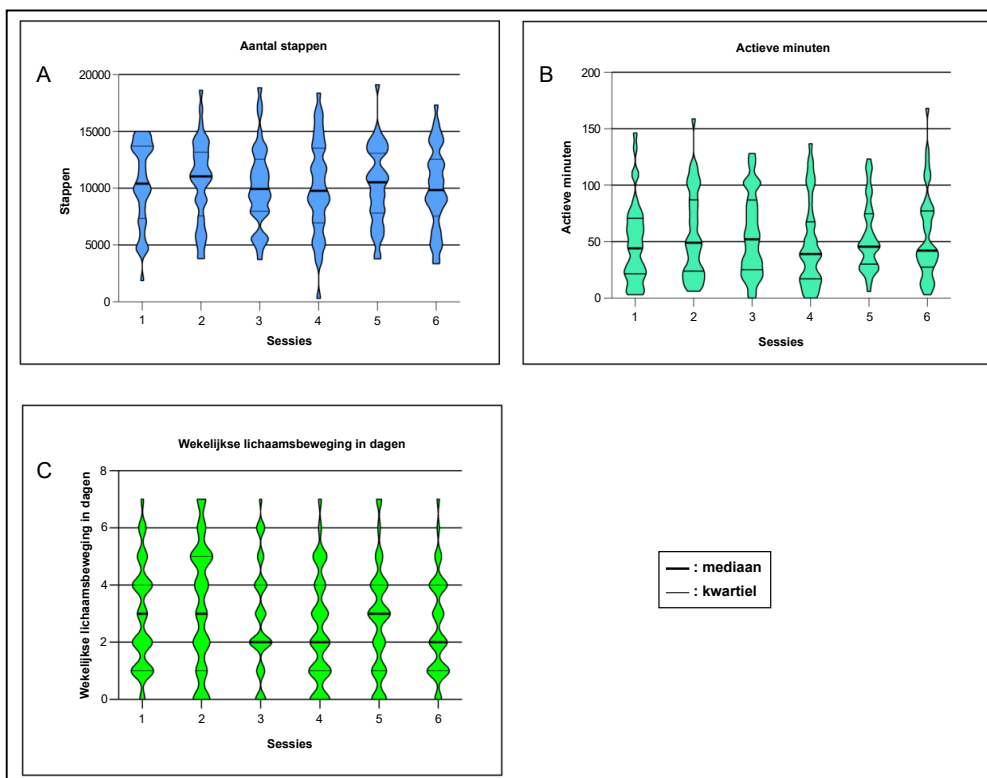 Aantal stappen
A
20000
15000
10000
5000
0
Stappen
1 2 3 4 5 6
Sessies
Actieve minuten
B
200
150
100
50
0
Actieve minuten
1 2 3 4 5 6
Sessies
Wekelijkse lichaamsbeweging in dagen
C
8
6
4
2
0
Wekelijkse lichaamsbeweging in dagen
1 2 3 4 5 6
Sessies
: mediaan
: kwartiel